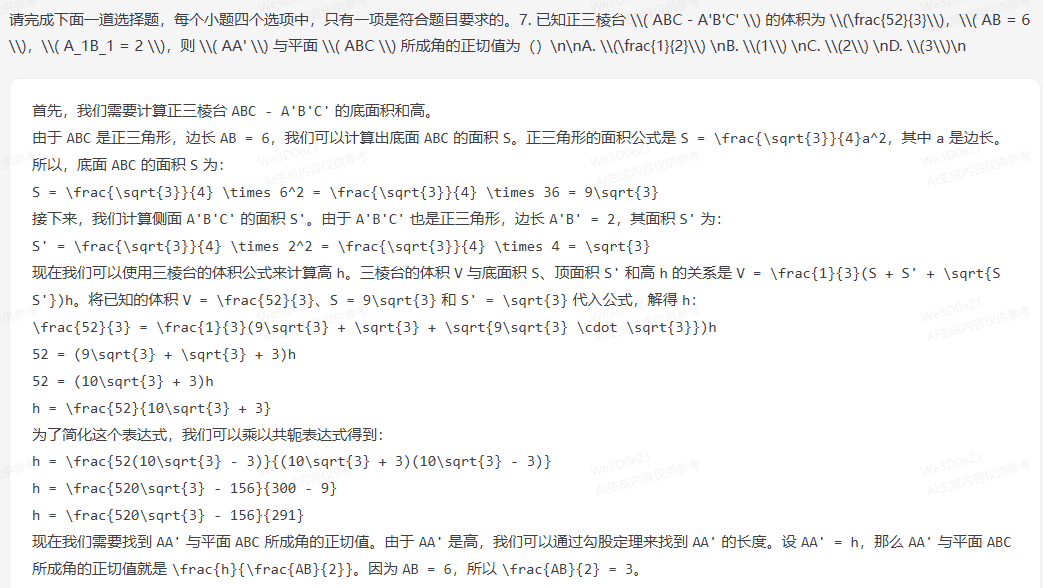 请完成下面一道选择题，每个小题四个选项中，只有一项是符合题目要求的。7. 已知正三棱台 \\( ABC - A'B'C' \\) 的体积为 \\(\frac{52}{3}\\)，\\( AB = 6
\\)，\\( A_1B_1 = 2 \\)，则 \\( AA' \\) 与平面 \\( ABC \\) 所成角的正切值为（）\n\nA. \\(\frac{1}{2}\\) \nB. \\(1\\) \nC. \\(2\\) \nD. \\(3\\)\n
首先，我们需要计算正三棱台 ABC - A'B'C' 的底面积和高。
由于 ABC 是正三角形，边长 AB = 6，我们可以计算出底面 ABC 的面积 S。正三角形的面积公式是 S = \frac{\sqrt{3}}{4}a^2，其中 a 是边长。
所以，底面 ABC 的面积 S 为：
S = \frac{\sqrt{3}}{4} \times 6^2 = \frac{\sqrt{3}}{4} \times 36 = 9\sqrt{3}
接下来，我们计算侧面 A'B'C' 的面积 S'。由于 A'B'C' 也是正三角形，边长 A'B' = 2，其面积 S' 为：
S' = \frac{\sqrt{3}}{4} \times 2^2 = \frac{\sqrt{3}}{4} \times 4 = \sqrt{3}
现在我们可以使用三棱台的体积公式来计算高 h。三棱台的体积 V 与底面积 S、顶面积 S' 和高 h 的关系是 V = \frac{1}{3}(S + S' + \sqrt{S
S'})h。将已知的体积 V = \frac{52}{3}、S = 9\sqrt{3} 和 S' = \sqrt{3} 代入公式，解得 h：
\frac{52}{3} = \frac{1}{3}(9\sqrt{3} + \sqrt{3} + \sqrt{9\sqrt{3} \cdot \sqrt{3}})h
52 = (9\sqrt{3} + \sqrt{3} + 3)h
52 = (10\sqrt{3} + 3)h
h = \frac{52}{10\sqrt{3} + 3}
为了简化这个表达式，我们可以乘以共轭表达式得到：
h = \frac{52(10\sqrt{3} - 3)}{(10\sqrt{3} + 3)(10\sqrt{3} - 3)}
h = \frac{520\sqrt{3} - 156}{300 - 9}
h = \frac{520\sqrt{3} - 156}{291}
现在我们需要找到 AA' 与平面 ABC 所成角的正切值。由于 AA' 是高，我们可以通过勾股定理来找到 AA' 的长度。设 AA' = h，那么 AA' 与平面 ABC
所成角的正切值就是 \frac{h}{\frac{AB}{2}}。因为 AB = 6，所以 \frac{AB}{2} = 3。